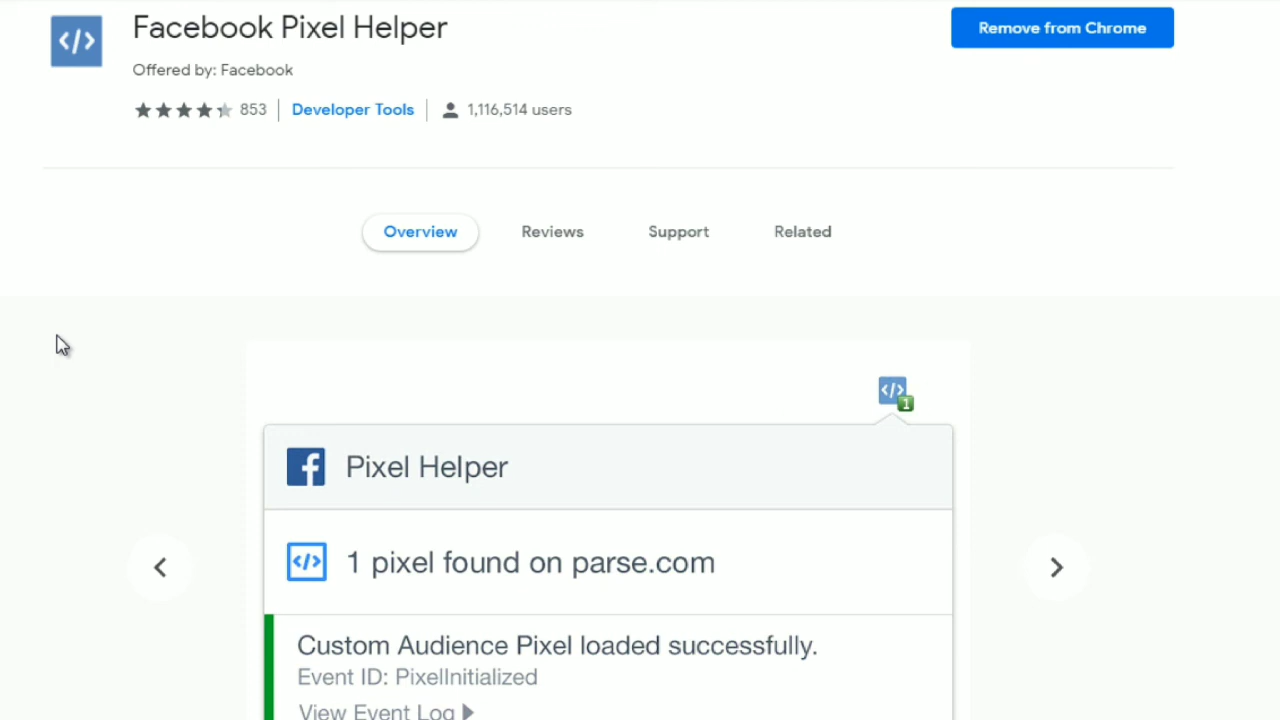 Facebook Pixel Helper
Remove from Chrome
Offered by: Facebook
853 Developer Tools 1,116,514 users
Overview Reviews Support Related
</> 1
f Pixel Helper
</> 1 pixel found on parse.com
Custom Audience Pixel loaded successfully.
Event ID: PixelInitialized
View Event Log